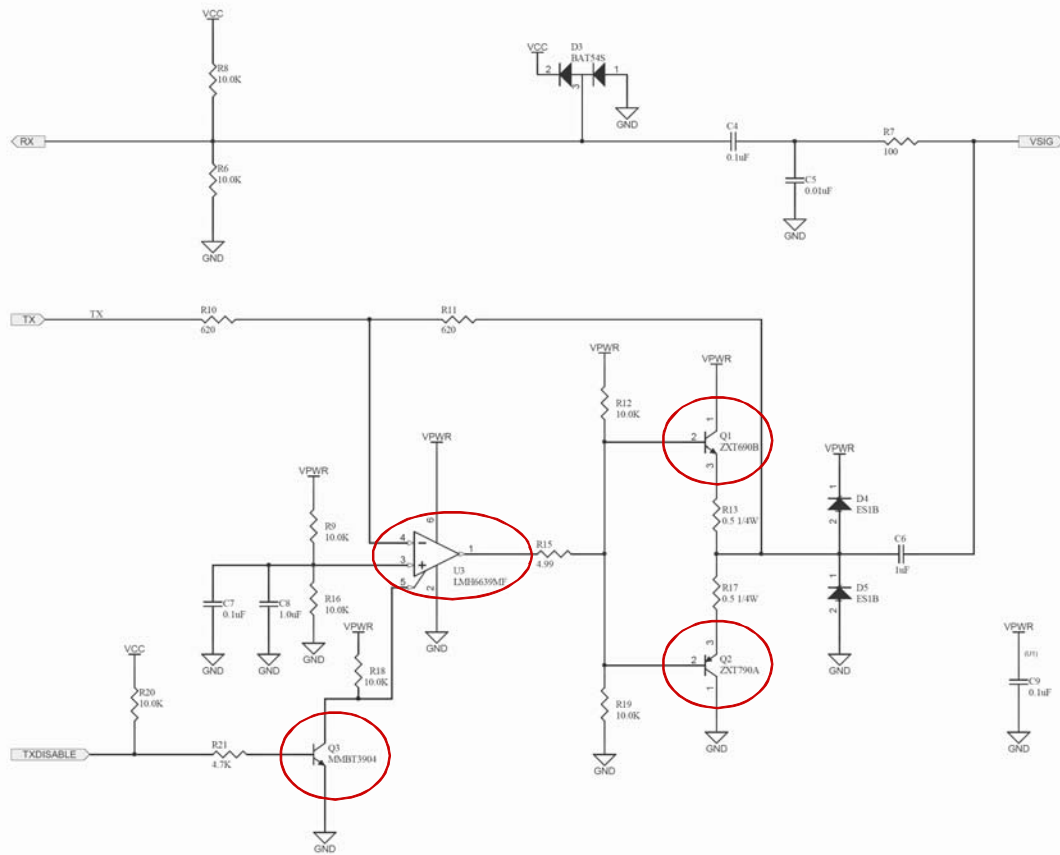 VCC
R8
10.0K
VCC
D3
BAT54S
2
1
3
GND
RX
C4
0.1uF
R7
100
VSIG
R6
10.0K
C5
0.01uF
GND
GND
TX
TX
R10
620
R11
620
VPWR
VPWR
R12
10.0K
1
2
Q1
ZXT690B
3
VPWR
VPWR
VPWR
R9
10.0K
6
4
3
5
1
2
U3
LMH6639MF
R15
4.99
R13
0.5 1/4W
1
D4
ES1B
2
C6
1uF
C7
0.1uF
C8
1.0uF
R16
10.0K
R17
0.5 1/4W
1
D5
ES1B
2
GND
GND
GND
GND
GND
VPWR
R18
10.0K
VCC
R20
10.0K
3
2
Q2
ZXT790A
1
VPWR
C9
0.1uF
R19
10.0K
TXDISABLE
R21
4.7K
Q3
MMBT3904
GND
GND
GND
GND